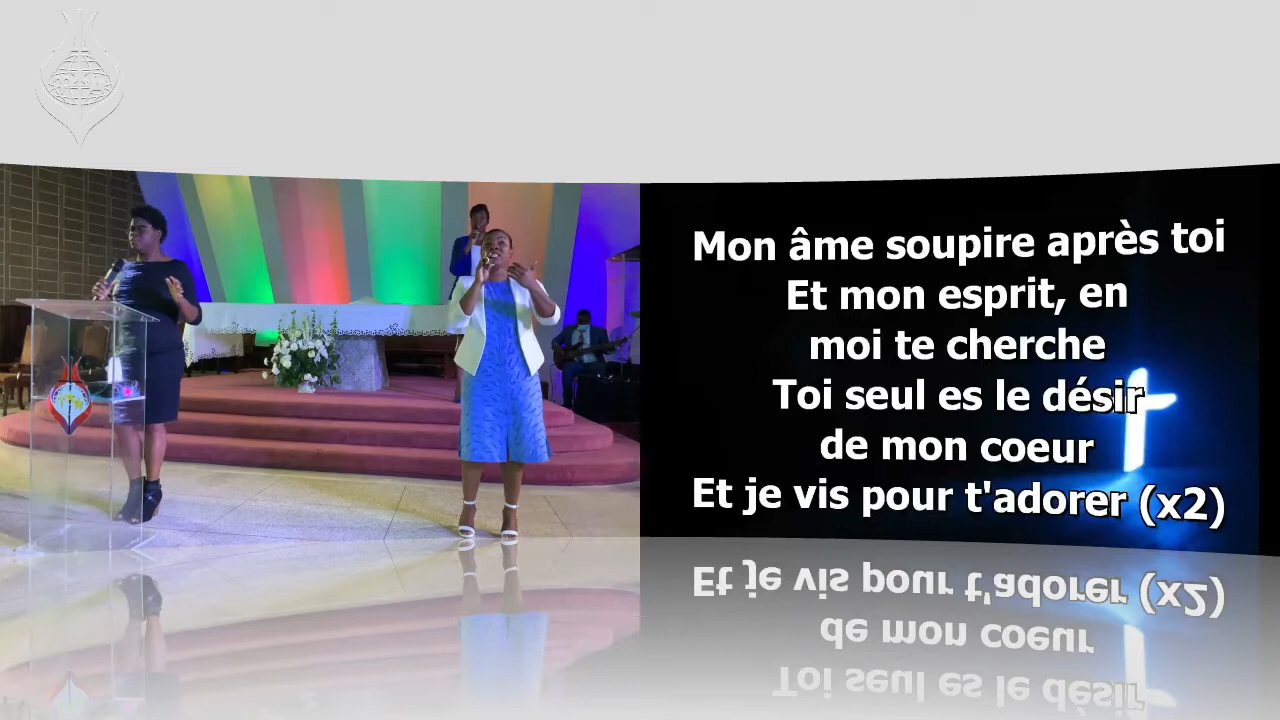 Mon âme soupire après toi
Et mon esprit, en
moi te cherche
Toi seul es le désir
de mon coeur
Et je vis pour t'adorer (x2)